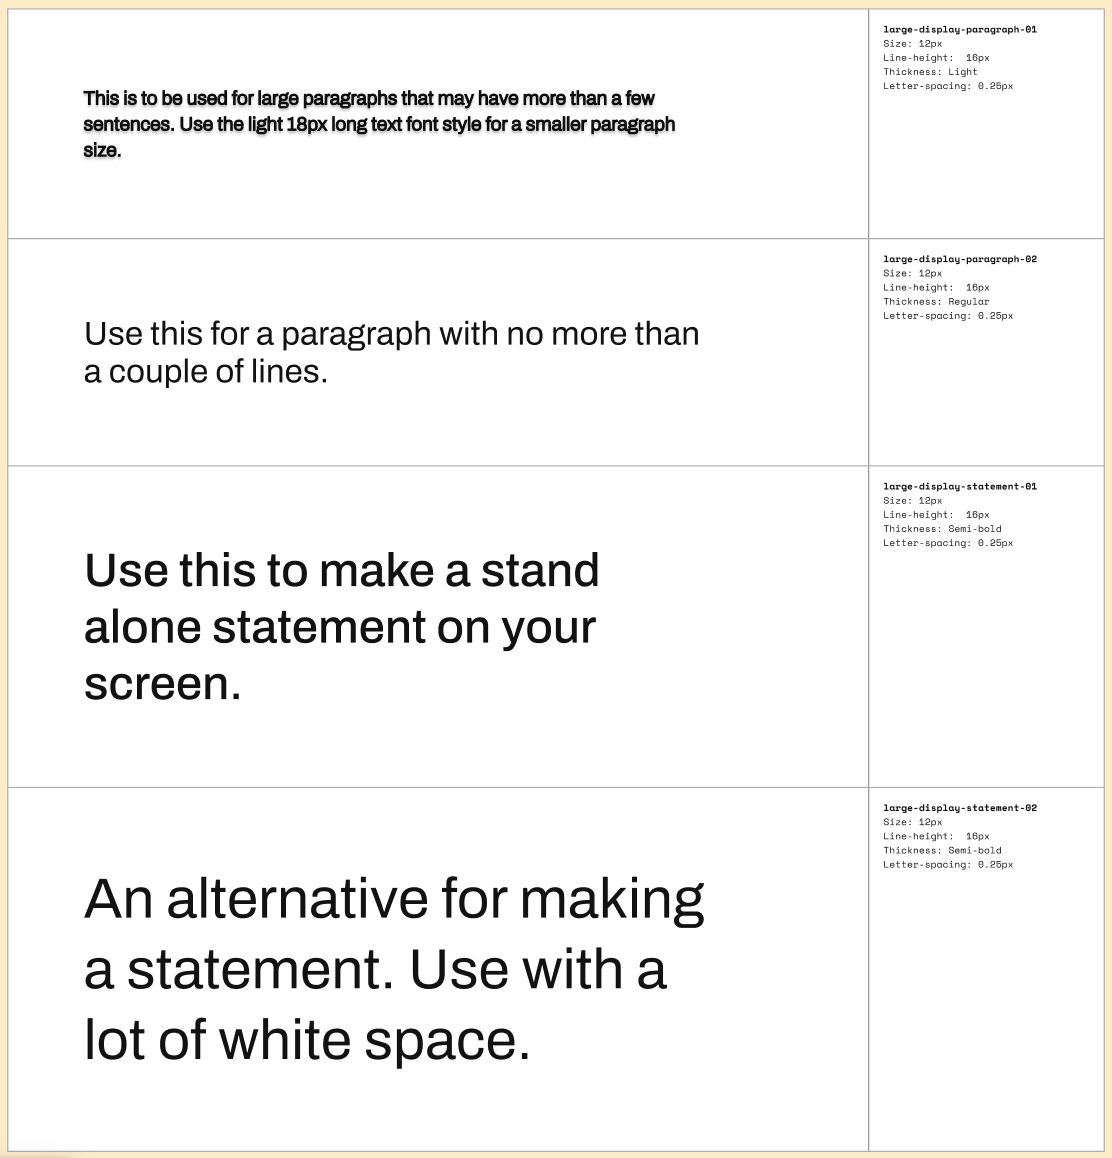 This is to be used for large paragraphs that may have more than a few
sentences. Use the light 18px long text font style for a smaller paragraph
size.
large-display-paragraph-01
Size: 12px
Line-height:  16px
Thickness: Light
Letter-spacing: 0.25px
Use this for a paragraph with no more than
a couple of lines.
large-display-paragraph-02
Size: 12px
Line-height:  16px
Thickness: Regular
Letter-spacing: 0.25px
Use this to make a stand
alone statement on your
screen.
large-display-statement-01
Size: 12px
Line-height:  16px
Thickness: Semi-bold
Letter-spacing: 0.25px
An alternative for making
a statement. Use with a
lot of white space.
large-display-statement-02
Size: 12px
Line-height:  16px
Thickness: Semi-bold
Letter-spacing: 0.25px